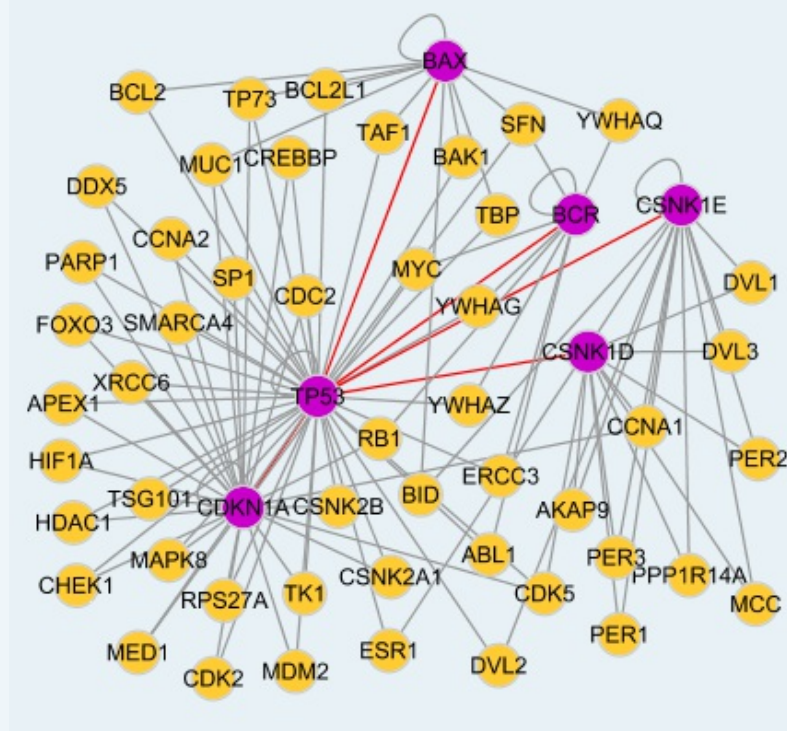 BAX
BCL2
TP73
BCL2L1
TAF1
SFN
YWHAQ
MUC1
CREBBP
BAK1
DDX5
TBP
BCR
CSNK1E
CCNA2
PARP1
SP1
MYC
CDC2
YWHAG
DVL1
FOXO3
SMARCA4
CSNK1D
DVL3
XRCC6
TP53
APEX1
YWHAZ
RB1
CCNA1
HIF1A
PER2
ERCC3
TSG101
CDKN1A
CSNK2B
BID
AKAP9
HDAC1
MAPK8
ABL1
PER3
CHEK1
CSNK2A1
PPP1R14A
RPS27A
TK1
CDK5
MCC
PER1
MED1
ESR1
CDK2
MDM2
DVL2